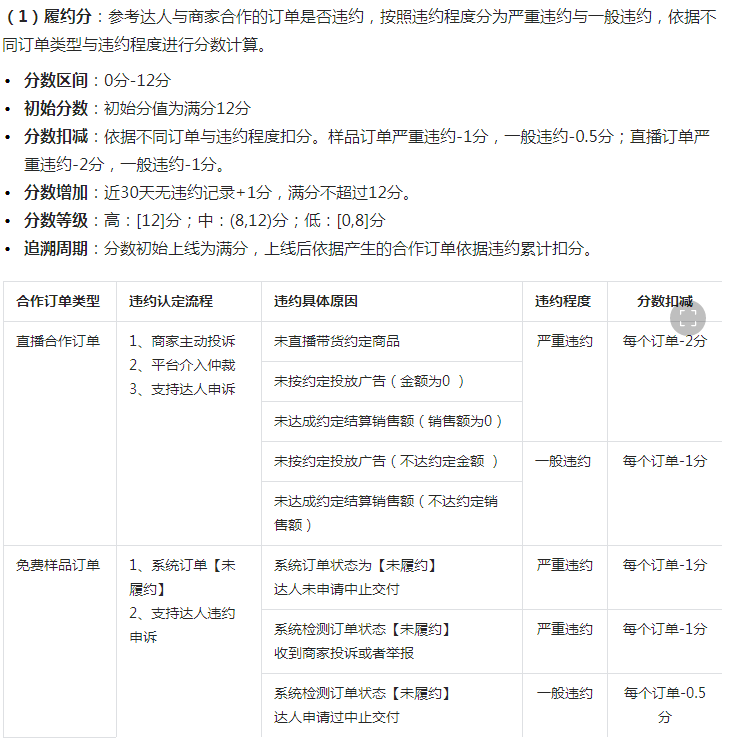 （1）履约分：参考达人与商家合作的订单是否违约，按照违约程度分为严重违约与一般违约，依据不
同订单类型与违约程度进行分数计算。
• 分数区间：0分-12分
• 初始分数：初始分值为满分12分
• 分数扣减：依据不同订单与违约程度扣分。样品订单严重违约-1分，一般违约-0.5分；直播订单严
重违约-2分，一般违约-1分。
• 分数增加：近30天无违约记录+1分，满分不超过12分。
• 分数等级：高：[12]分；中：(8,12)分；低：[0,8]分
• 追溯周期：分数初始上线为满分，上线后依据产生的合作订单依据违约累计扣分。
合作订单类型 违约认定流程 违约具体原因 违约程度 分数扣减
直播合作订单 1、商家主动投诉 未直播带货约定商品 严重违约 每个订单-2分
2、平台介入仲裁
3、支持达人申诉
未按约定投放广告（金额为0 ）
未达成约定结算销售额（销售额为0）
未按约定投放广告（不达约定金额 ） 一般违约 每个订单-1分
未达成约定结算销售额（不达约定销
售额）
免费样品订单 1、系统订单【未 系统订单状态为【未履约】 严重违约 每个订单-1分
履约】 达人未申请中止交付
2、支持达人违约
申诉
系统检测订单状态【未履约】 严重违约 每个订单-1分
收到商家投诉或者举报
系统检测订单状态【未履约】 一般违约 每个订单-0.5
达人申请过中止交付 分